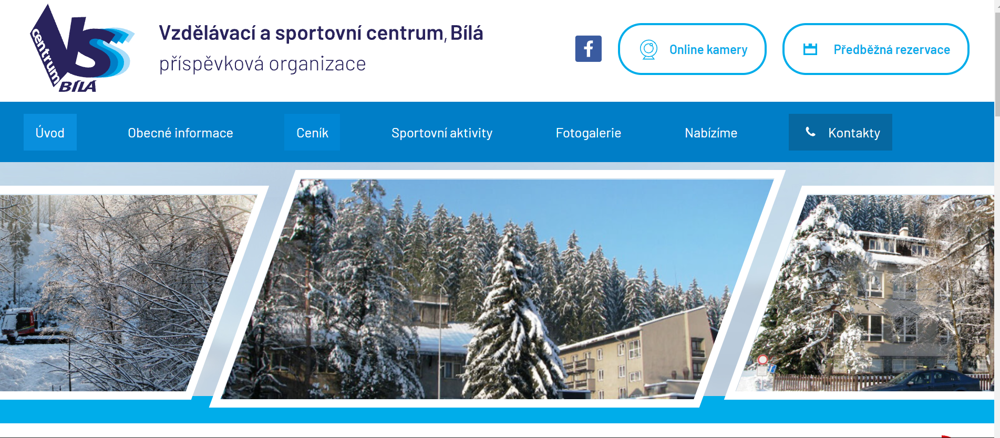 centrum
VSS
BÍLÁ
Vzdělávací a sportovní centrum, Bílá
příspěvková organizace
Online kamery
Předběžná rezervace
Úvod
Obecné informace
Ceník
Sportovní aktivity
Fotogalerie
Nabízíme
Kontakty